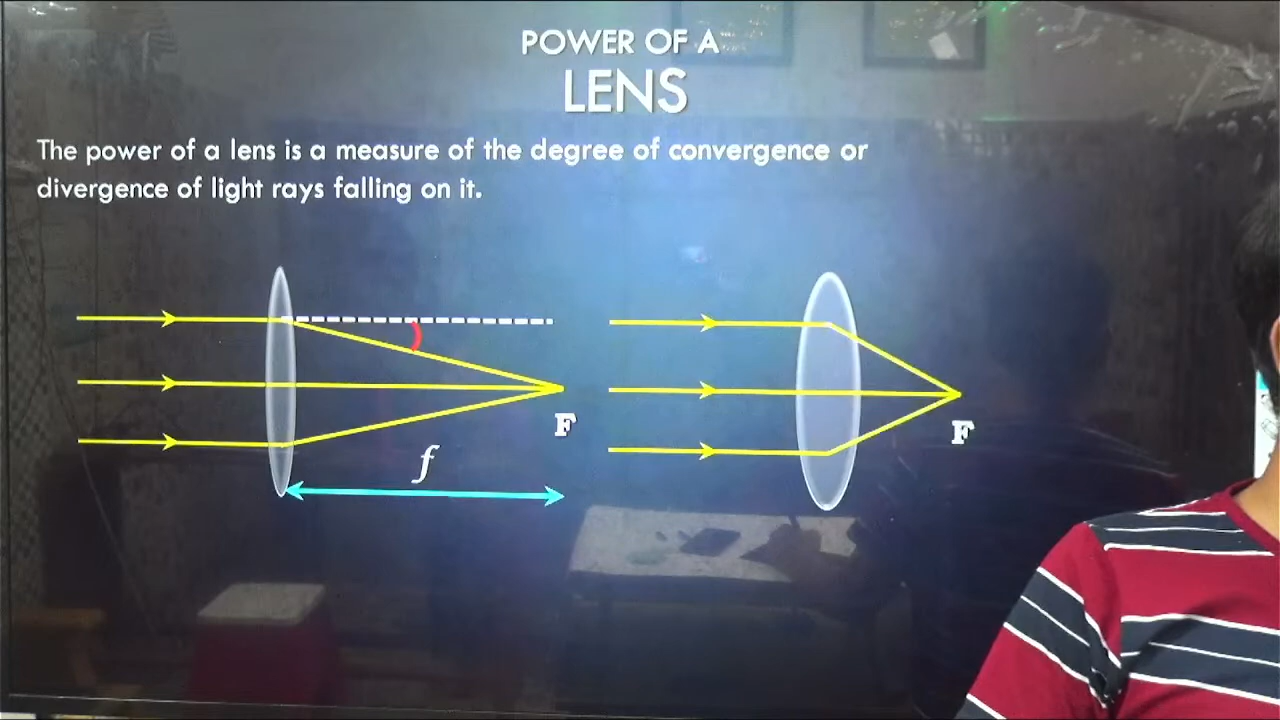 POWER OF A
LENS
The power of a lens is a measure of the degree of convergence or
divergence of light rays falling on it.
F
f
F